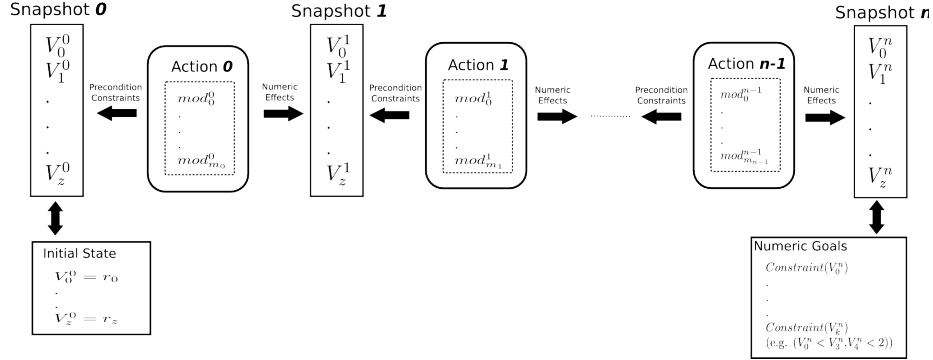 Snapshot 0
V_0^0
V_1^0
.
.
.
V_z^0
Precondition
Constraints
Action 0
mod_0^0
.
.
.
mod_{m_0}^0
Numeric
Effects
Snapshot 1
V_0^1
V_1^1
.
.
.
V_z^1
Precondition
Constraints
Action 1
mod_0^1
.
.
.
mod_{m_1}^1
Numeric
Effects
............
Precondition
Constraints
Action n-1
mod_0^{n-1}
.
.
.
mod_{m_{n-1}}^{n-1}
Numeric
Effects
Snapshot n
V_0^n
V_1^n
.
.
.
V_z^n
Initial State
V_0^0 = r_0
.
.
V_z^0 = r_z
Numeric Goals
Constraint(V_0^n)
.
.
.
Constraint(V_k^n)
(e.g. (V_0^n < V_3^n,V_4^n < 2))